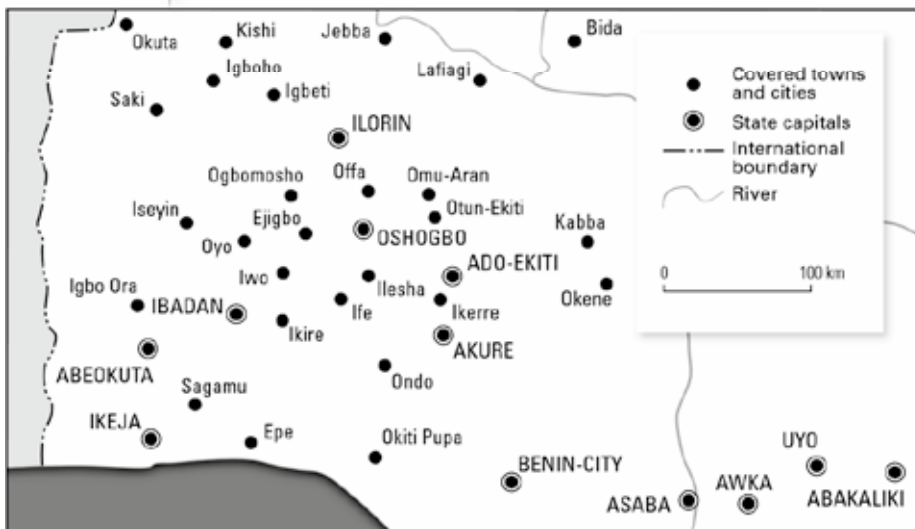 Okuta
Kishi
Jebba
Bida
Igboho
Igbeti
Lafiagi
Saki
ILORIN
Ogbomosho
Offa
Omu-Aran
Iseyin
Ejigbo
Otun-Ekiti
Oyo
OSHOGBO
Kabba
Iwo
ADO-EKITI
Igbo Ora
Ilesha
Okene
IBADAN
Ife
Ikerre
Ikire
AKURE
ABEOKUTA
Ondo
Sagamu
IKEJA
Epe
Okiti Pupa
BENIN-CITY
UYO
ASABA
AWKA
ABAKALIKI
Covered towns
and cities
State capitals
International
boundary
River
0 100 km